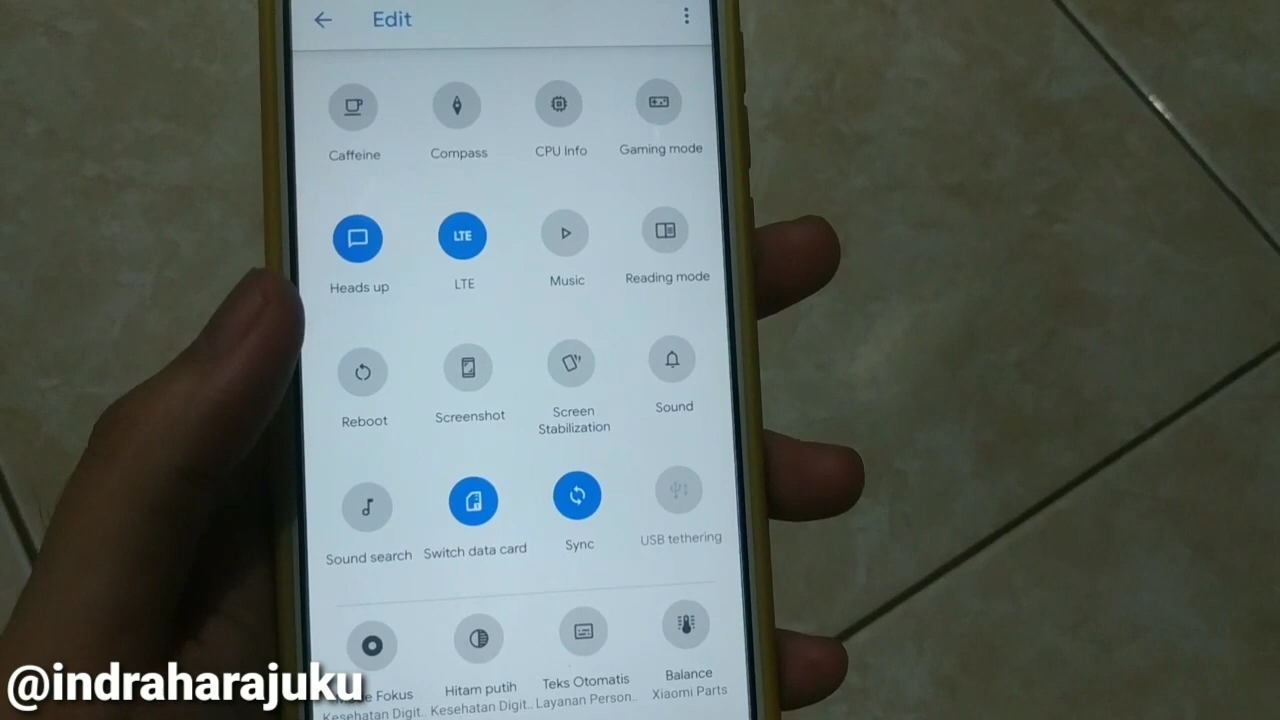 Edit
Caffeine
Compass
CPU Info
Gaming mode
Heads up
LTE
LTE
Music
Reading mode
Reboot
Screenshot
Screen
Stabilization
Sound
Sound search
Switch data card
Sync
USB tethering
Fokus
Hitam putih
Teks Otomatis
Balance
Kesehatan Digit..
Kesehatan Digit..
Layanan Person..
Xiaomi Parts
@indraharajuku